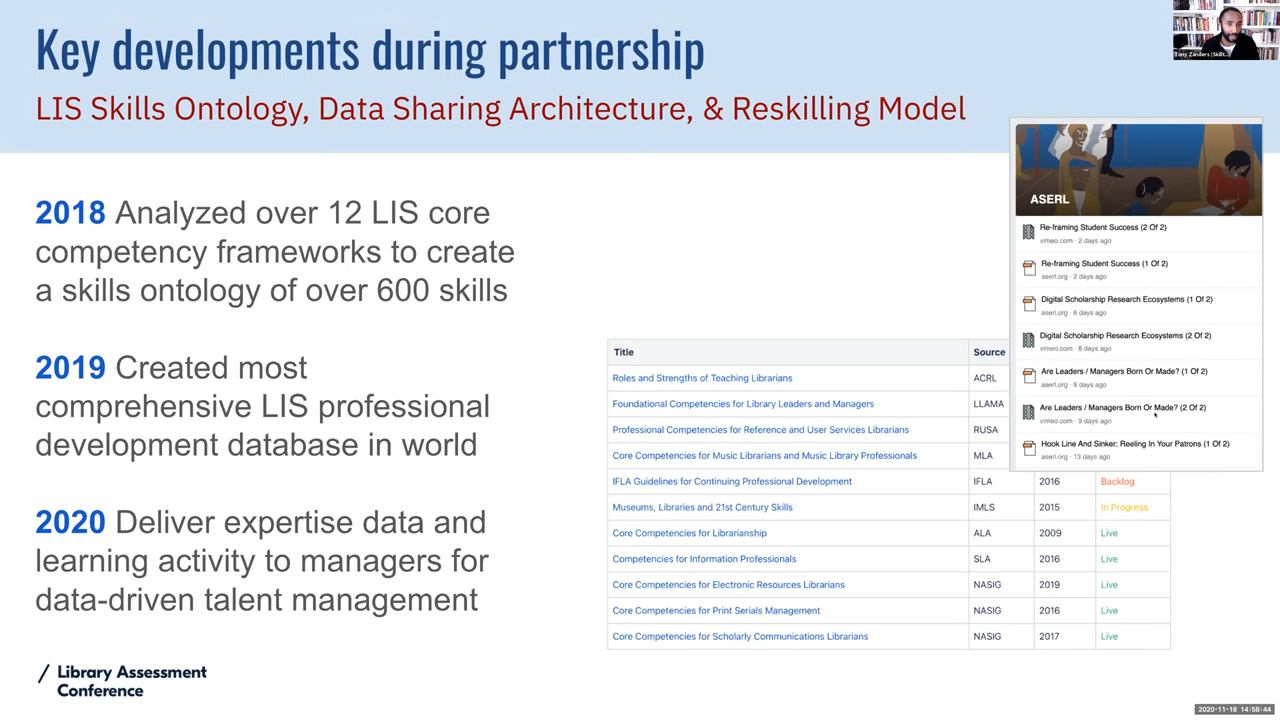 Key developments during partnership
LIS Skills Ontology, Data Sharing Architecture, & Reskilling Model
2018 Analyzed over 12 LIS core
competency frameworks to create
a skills ontology of over 600 skills
2019 Created most
comprehensive LIS professional
development database in world
2020 Deliver expertise data and
learning activity to managers for
data-driven talent management
/ Library Assessment
Conference
Title Source
Roles and Strengths of Teaching Librarians ACRL
Foundational Competencies for Library Leaders and Managers LLAMA
Professional Competencies for Reference and User Services Librarians RUSA
Core Competencies for Music Librarians and Music Library Professionals MLA
IFLA Guidelines for Continuing Professional Development IFLA 2016 Backlog
Museums, Libraries and 21st Century Skills IMLS 2015 In Progress
Core Competencies for Librarianship ALA 2009 Live
Competencies for Information Professionals SLA 2016 Live
Core Competencies for Electronic Resources Librarians NASIG 2019 Live
Core Competencies for Print Serials Management NASIG 2016 Live
Core Competencies for Scholarly Communications Librarians NASIG 2017 Live
ASERL
Re-framing Student Success (2 Of 2)
vimeo.com · 2 days ago
Re-framing Student Success (1 Of 2)
aserl.org · 2 days ago
Digital Scholarship Research Ecosystems (1 Of 2)
aserl.org · 8 days ago
Digital Scholarship Research Ecosystems (2 Of 2)
vimeo.com · 8 days ago
Are Leaders / Managers Born Or Made? (1 Of 2)
aserl.org · 9 days ago
Are Leaders / Managers Born Or Made? (2 Of 2)
vimeo.com · 9 days ago
Hook Line And Sinker: Reeling In Your Patrons (1 Of 2)
aserl.org · 13 days ago
Tony Zanders
2020-11-18 14:58:44